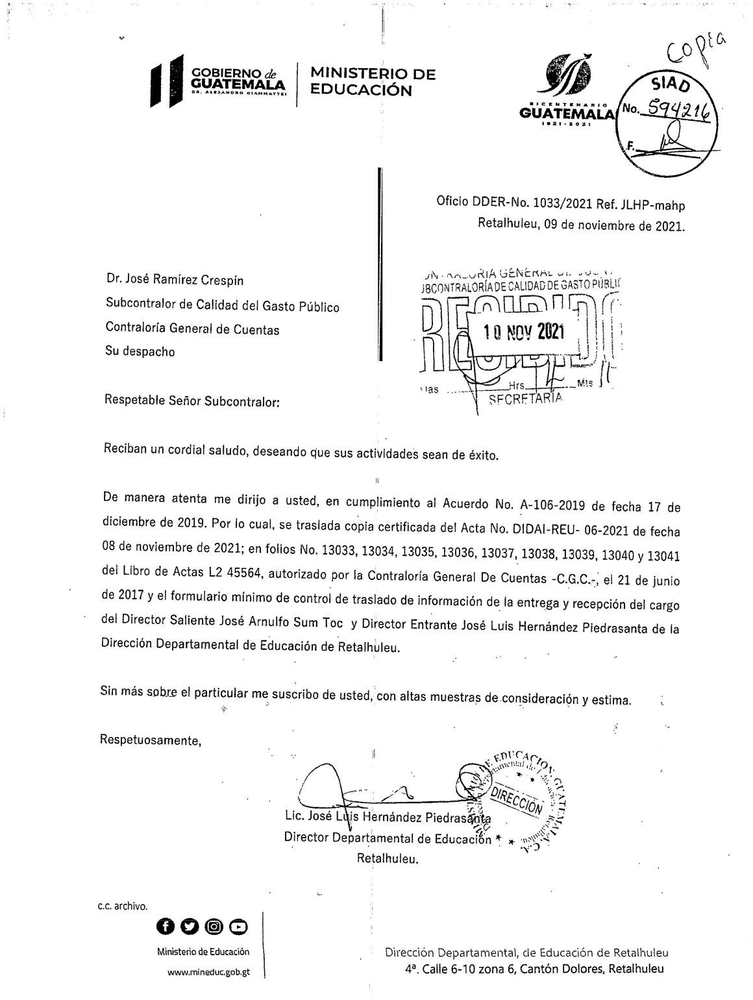 Copia
GOBIERNO de
GUATEMALA
DR. ALEJANDRO GIAMMATTEI
MINISTERIO DE
EDUCACIÓN
BICENTENARIO
GUATEMALA
1821-2021
SIAD
No. 594216
F.
Oficio DDER-No. 1033/2021 Ref. JLHP-mahp
Retalhuleu, 09 de noviembre de 2021.
Dr. José Ramírez Crespín
Subcontralor de Calidad del Gasto Público
Contraloría General de Cuentas
Su despacho
GENERAL
DE CALIDAD DE GASTO
RECIBIDO
10 NOV 2021
Hrs. Mts
SECRETARÍA
Respetable Señor Subcontralor:
Reciban un cordial saludo, deseando que sus actividades sean de éxito.
De manera atenta me dirijo a usted, en cumplimiento al Acuerdo No. A-106-2019 de fecha 17 de
diciembre de 2019. Por lo cual, se traslada copia certificada del Acta No. DIDAI-REU- 06-2021 de fecha
08 de noviembre de 2021; en folios No. 13033, 13034, 13035, 13036, 13037, 13038, 13039, 13040 y 13041
del Libro de Actas L2 45564, autorizado por la Contraloría General De Cuentas -C.G.C.-, el 21 de junio
de 2017 y el formulario mínimo de control de traslado de información de la entrega y recepción del cargo
del Director Saliente José Arnulfo Sum Toc y Director Entrante José Luis Hernández Piedrasanta de la
Dirección Departamental de Educación de Retalhuleu.
Sin más sobre el particular me suscribo de usted, con altas muestras de consideración y estima.
Respetuosamente,
MINISTERIO DE EDUCACION. GUATEMALA, C.A.
Dirección Departamental de Educación - Retalhuleu
DIRECCIÓN
Lic. José Luis Hernández Piedrasanta
Director Departamental de Educación
Retalhuleu.
c.c. archivo.
Ministerio de Educación
www.mineduc.gob.gt
Dirección Departamental, de Educación de Retalhuleu
4ª. Calle 6-10 zona 6, Cantón Dolores, Retalhuleu